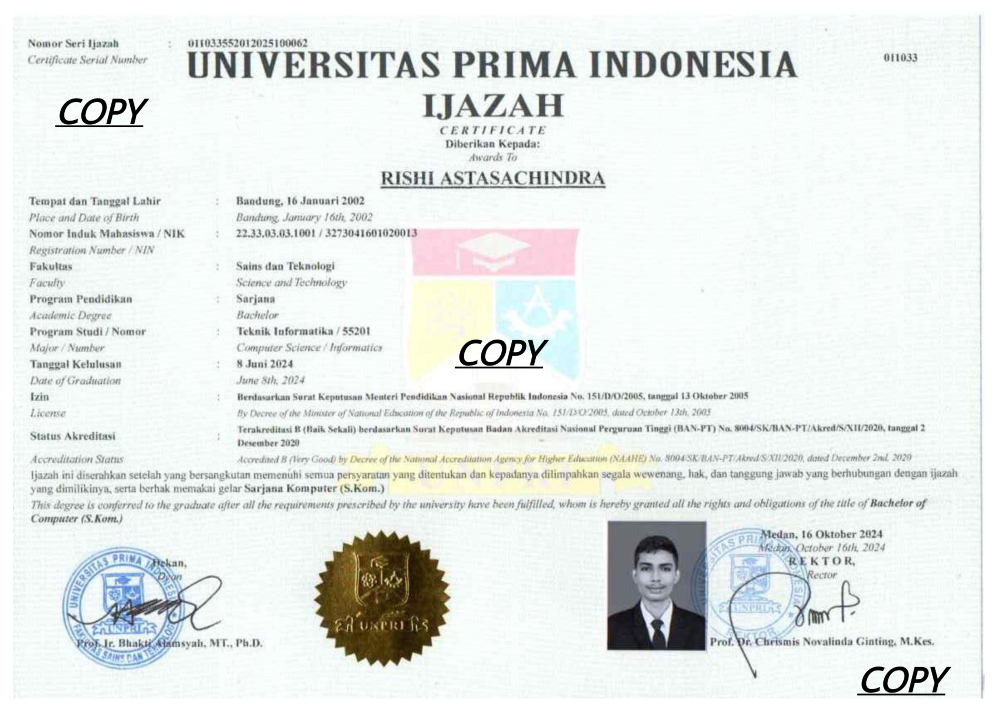 Nomor Seri Ijazah : 011033552012025100062
Certificate Serial Number
011033
UNIVERSITAS PRIMA INDONESIA
COPY
IJAZAH
CERTIFICATE
Diberikan Kepada:
Awards To
RISHI ASTASACHINDRA
Tempat dan Tanggal Lahir : Bandung, 16 Januari 2002
Place and Date of Birth Bandung, January 16th, 2002
Nomor Induk Mahasiswa / NIK : 22.33.03.03.1001 / 3273041601020013
Registration Number / NIN
Fakultas : Sains dan Teknologi
Faculty Science and Technology
Program Pendidikan : Sarjana
Academic Degree Bachelor
Program Studi / Nomor : Teknik Informatika / 55201
Major / Number Computer Science / Informatics
COPY
Tanggal Kelulusan : 8 Juni 2024
Date of Graduation June 8th, 2024
Izin : Berdasarkan Surat Keputusan Menteri Pendidikan Nasional Republik Indonesia No. 151/D/O/2005, tanggal 13 Oktober 2005
License By Decree of the Minister of National Education of the Republic of Indonesia No. 151/D/O/2005, dated October 13th, 2005
Status Akreditasi : Terakreditasi B (Baik Sekali) berdasarkan Surat Keputusan Badan Akreditasi Nasional Perguruan Tinggi (BAN-PT) No. 8004/SK/BAN-PT/Akred/S/XII/2020, tanggal 2
Desember 2020
Accreditation Status Accredited B (Very Good) by Decree of the National Accreditation Agency for Higher Education (NAAHE) No. 8004/SK/BAN-PT/Akred/S/XII/2020, dated December 2nd, 2020
Ijazah ini diserahkan setelah yang bersangkutan memenuhi semua persyaratan yang ditentukan dan kepadanya dilimpahkan segala wewenang, hak, dan tanggung jawab yang berhubungan dengan ijazah
yang dimilikinya, serta berhak memakai gelar Sarjana Komputer (S.Kom.)
This degree is conferred to the graduate after all the requirements prescribed by the university have been fulfilled, whom is hereby granted all the rights and obligations of the title of Bachelor of
Computer (S.Kom.)
Medan, 16 Oktober 2024
Medan, October 16th, 2024
Dekan,
Dean
REKTOR,
Rector
UNIVERSITAS PRIMA INDONESIA
UNPRI
FAKULTAS SAINS DAN
UNPRI
UNPRI
REKTOR
Prof. Ir. Bhakti Alamsyah, MT., Ph.D.
Prof. Dr. Chrismis Novalinda Ginting, M.Kes.
COPY